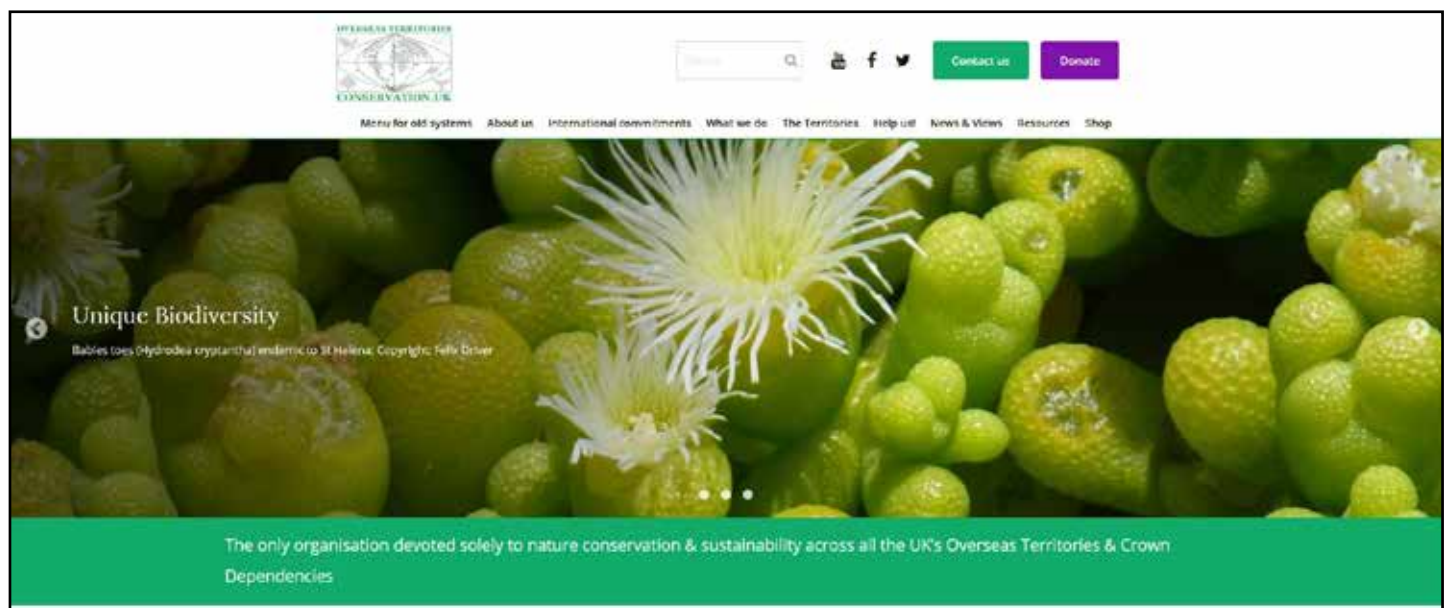 OVERSEAS TERRITORIES
CONSERVATION.UK
Contact us
Donate
Menu for old systems About us International commitments What we do The Territories Help us! News & Views Resources Shop
Unique Biodiversity
Babies toes (Hydrodea cryptantha) endemic to St Helena; Copyright: Felix Driver
The only organisation devoted solely to nature conservation & sustainability across all the UK's Overseas Territories & Crown
Dependencies